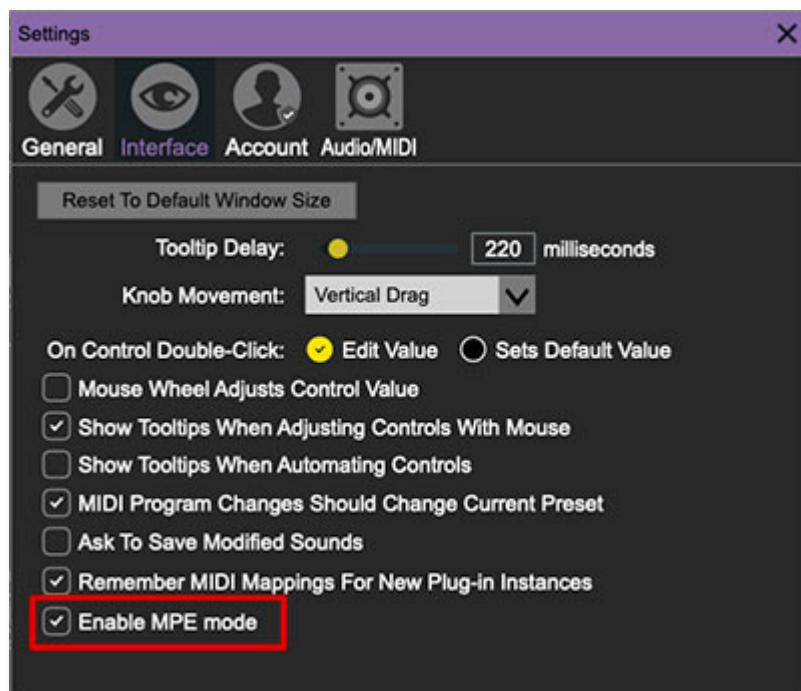 Settings
General Interface Account Audio/MIDI
Reset To Default Window Size
Tooltip Delay: 220 milliseconds
Knob Movement: Vertical Drag
On Control Double-Click: Edit Value Sets Default Value
Mouse Wheel Adjusts Control Value
Show Tooltips When Adjusting Controls With Mouse
Show Tooltips When Automating Controls
MIDI Program Changes Should Change Current Preset
Ask To Save Modified Sounds
Remember MIDI Mappings For New Plug-in Instances
Enable MPE mode